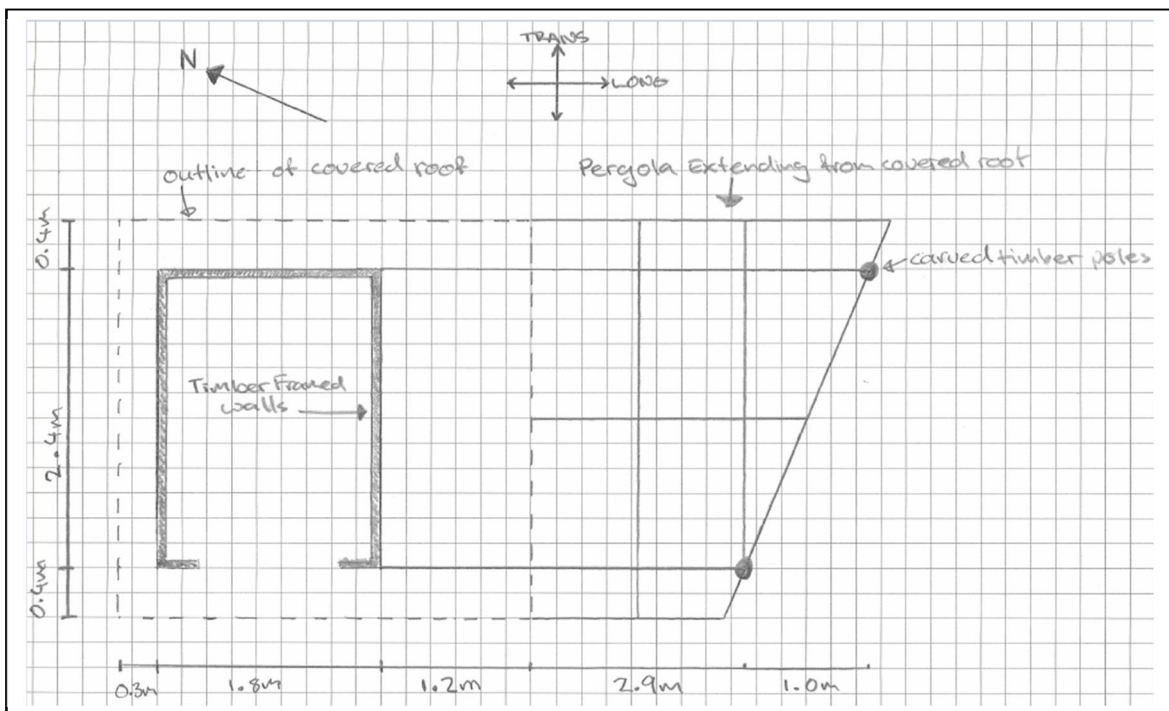 TRANS
N
LONG
outline of covered roof
Pergola Extending from covered roof
carved timber poles
Timber Framed
walls
0.4m
2.4m
0.4m
0.3m
1.8m
1.2m
2.9m
1.0m